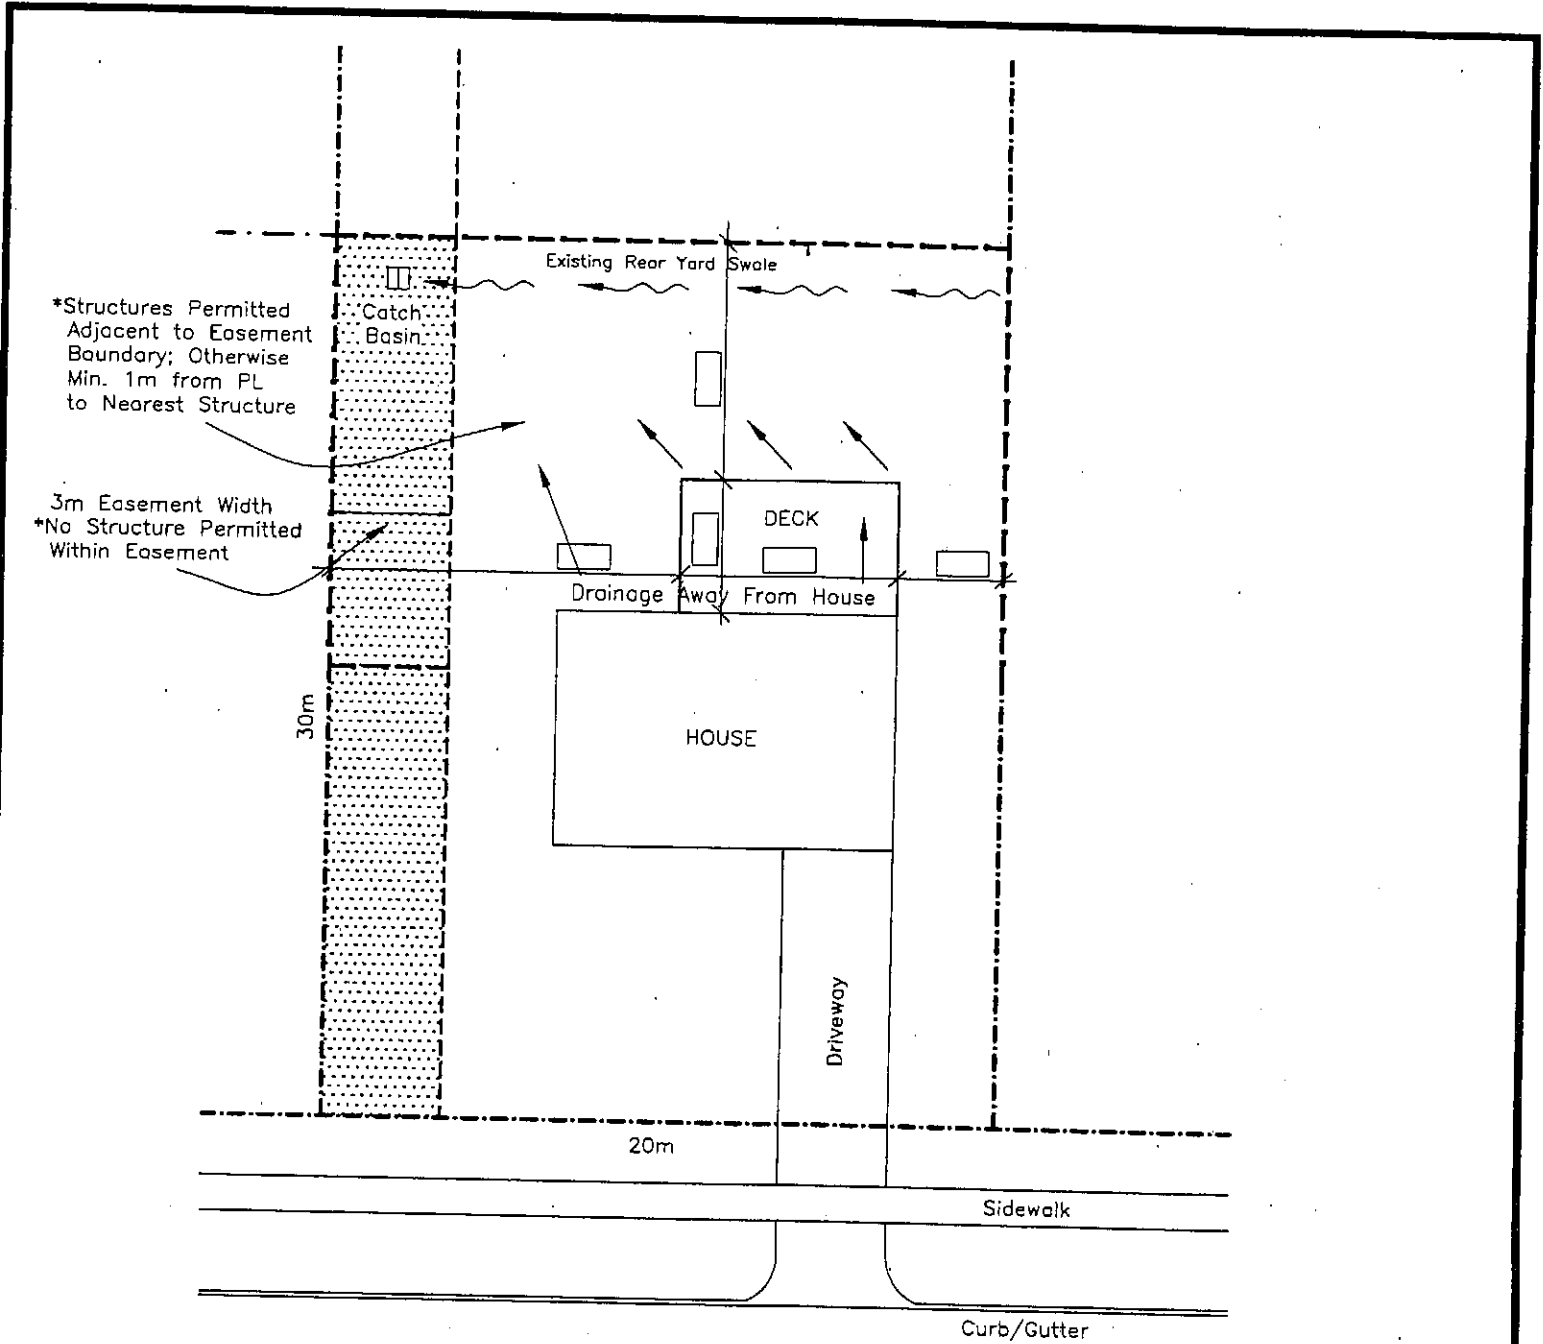 Existing Rear Yard Swale
Catch
Basin
*Structures Permitted
Adjacent to Easement
Boundary; Otherwise
Min. 1m from PL
to Nearest Structure
3m Easement Width
*No Structure Permitted
Within Easement
DECK
Drainage Away From House
30m
HOUSE
Driveway
20m
Sidewalk
Curb/Gutter